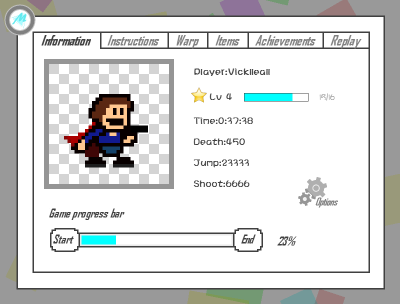 Information Instructions Warp Items Achievements Replay
Player:Vickileall
Lv 4
Time:0:37:38
Death:450
Jump:23333
Shoot:6666
Options
Game progress bar
Start End 23%